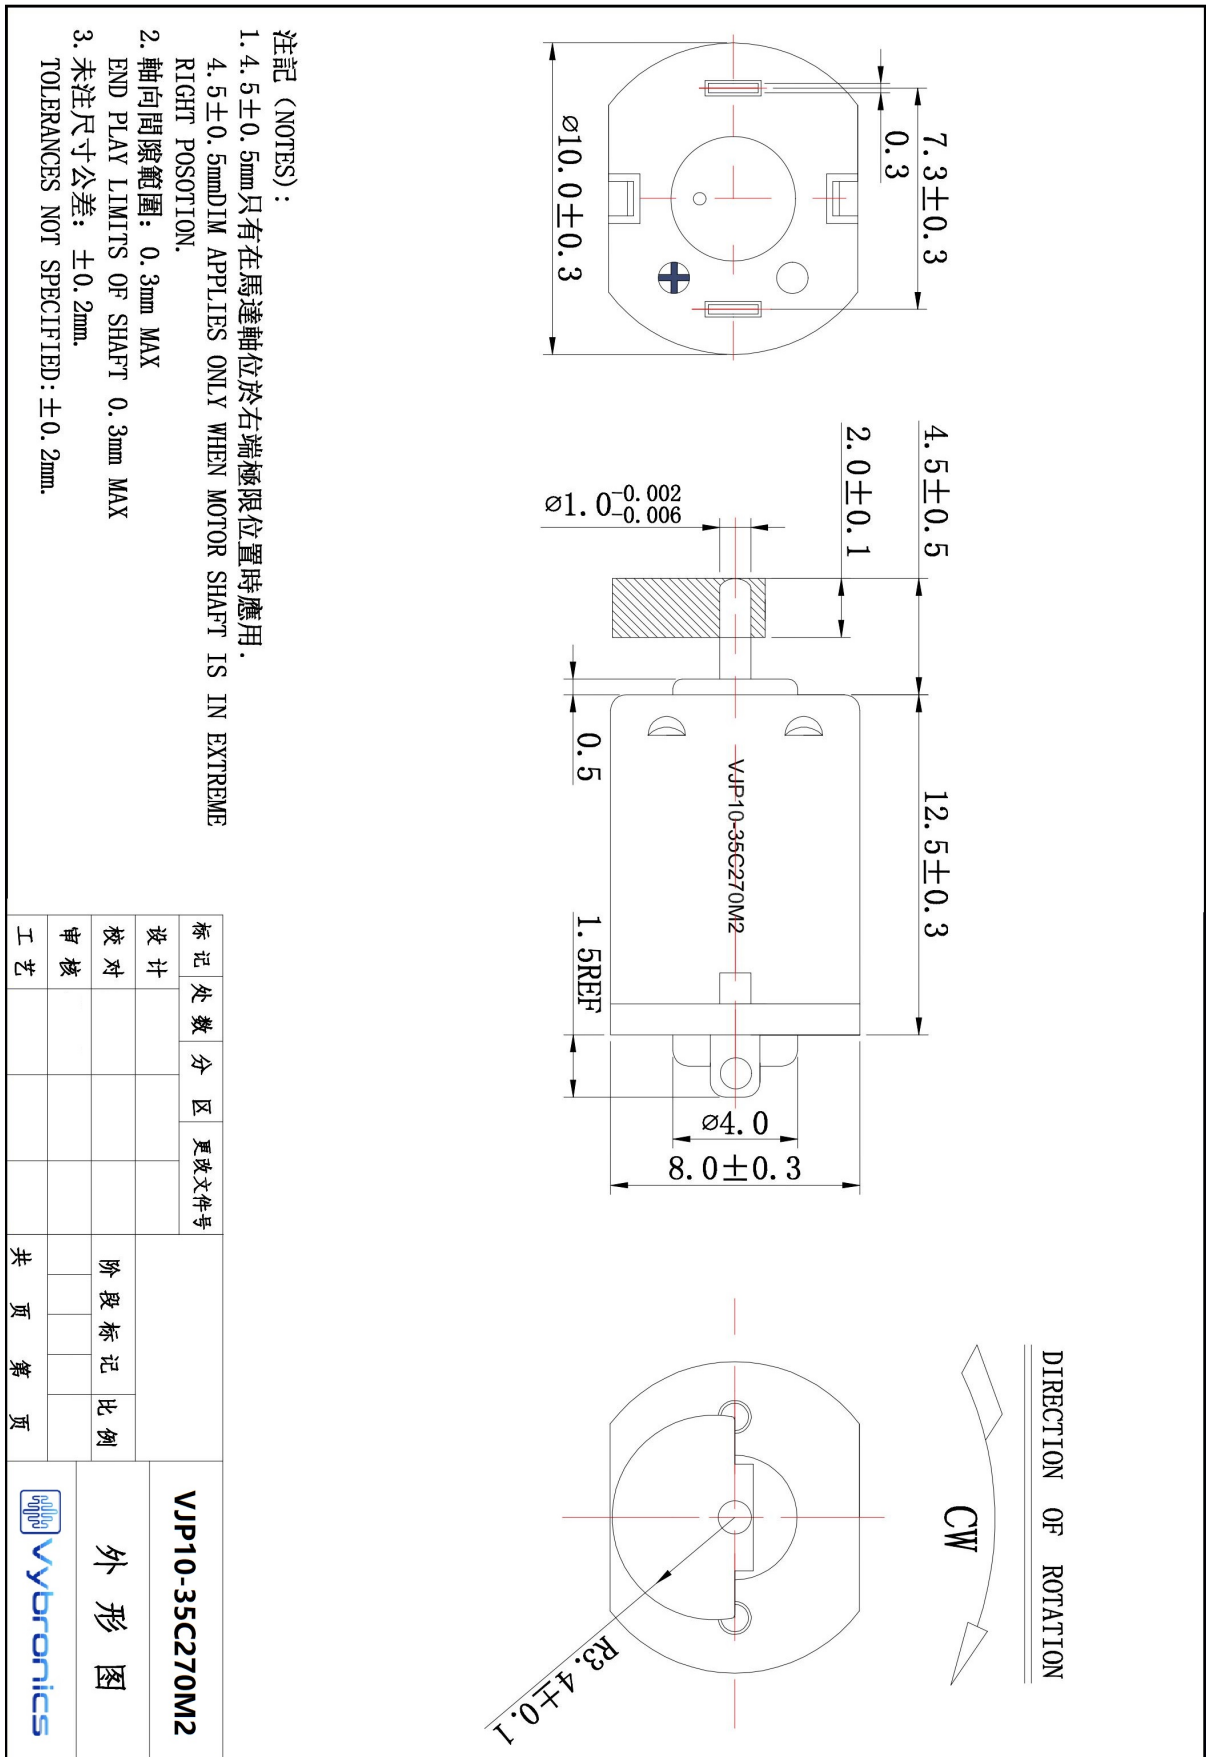 DIRECTION OF ROTATION
CW
7.3±0.3
0.3
ø10.0±0.3
4.5±0.5
2.0±0.1
ø1.0
-0.002
-0.006
12.5±0.3
0.5
VJP10-35C270M2
1.5REF
ø4.0
8.0±0.3
R3.4±0.1
注記 (NOTES):
1. 4.5±0.5mm只有在馬達軸位於右端極限位置時應用.
4.5±0.5mmDIM APPLIES ONLY WHEN MOTOR SHAFT IS IN EXTREME
RIGHT POSOTION.
2. 軸向間隙範圍: 0.3mm MAX
END PLAY LIMITS OF SHAFT 0.3mm MAX
3. 未注尺寸公差: ±0.2mm.
TOLERANCES NOT SPECIFIED:±0.2mm.
标记 处数 分 区 更改文件号
设计
校对
审核
工艺
阶段标记 比例
共 页 第 页
VJP10-35C270M2
外形图
Vybronics